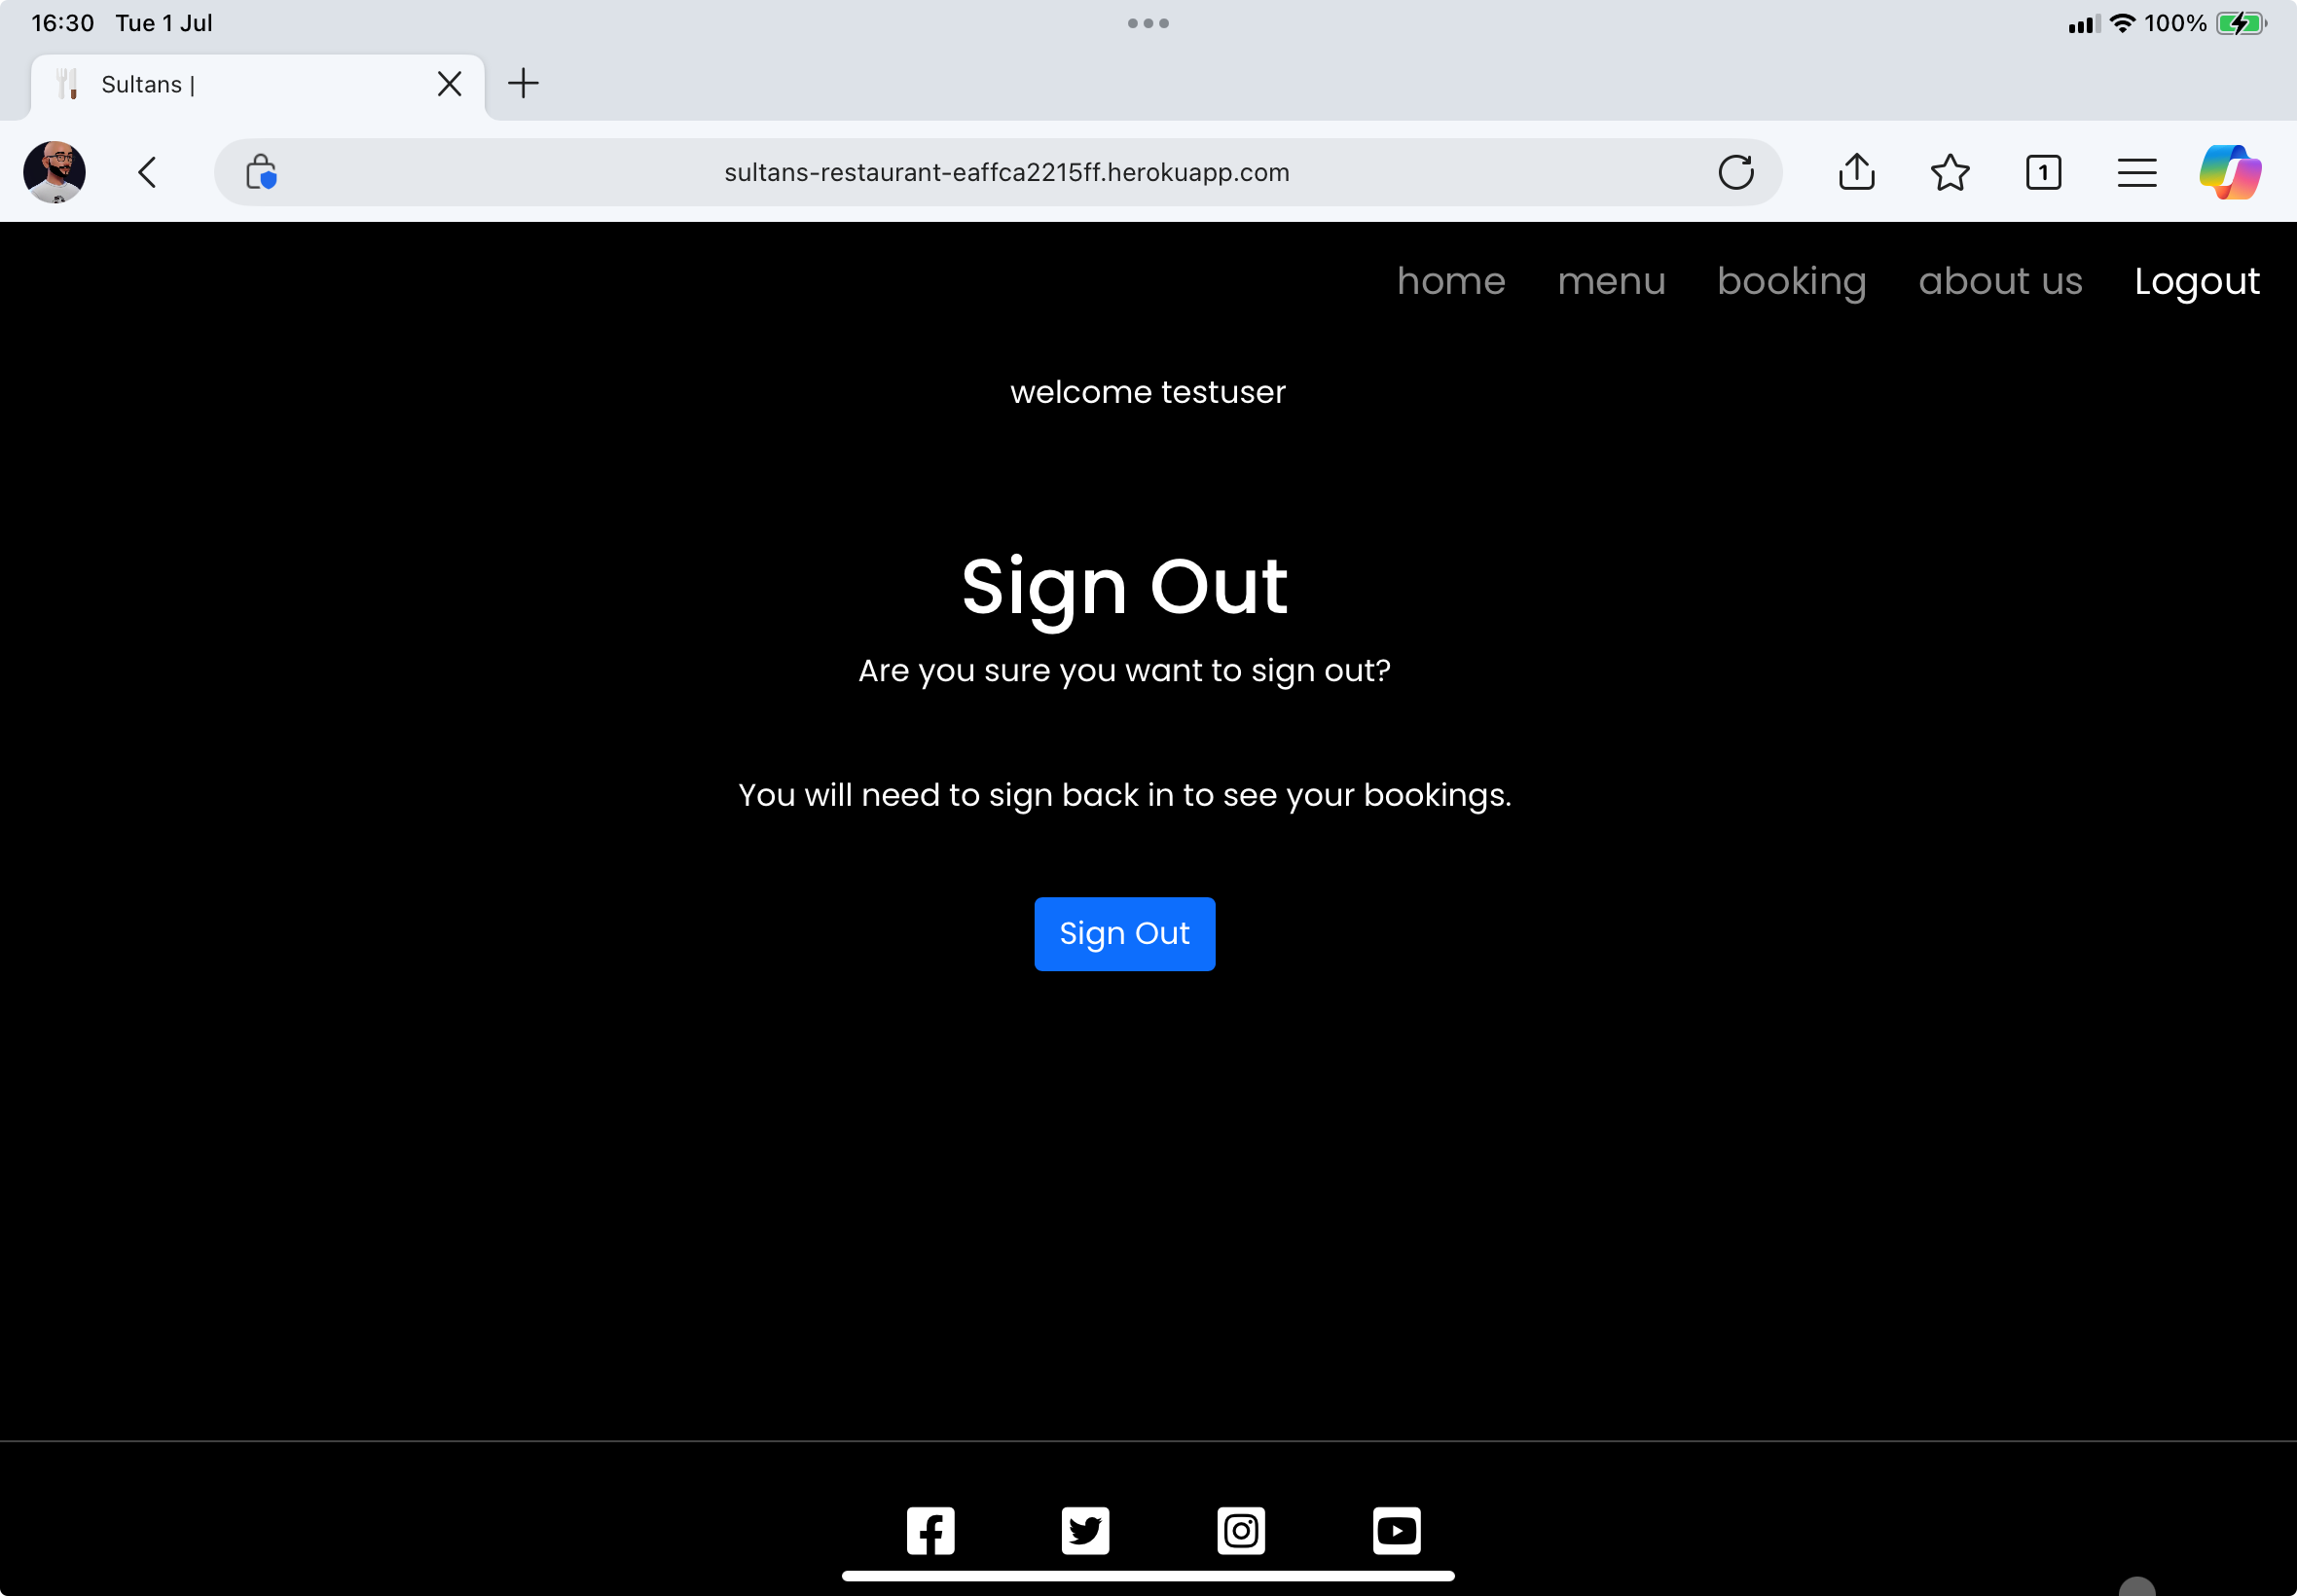 16:30 Tue 1 Jul
100%
Sultans |
sultans-restaurant-eaffca2215ff.herokuapp.com
1
home menu booking about us Logout
welcome testuser
Sign Out
Are you sure you want to sign out?
You will need to sign back in to see your bookings.
Sign Out